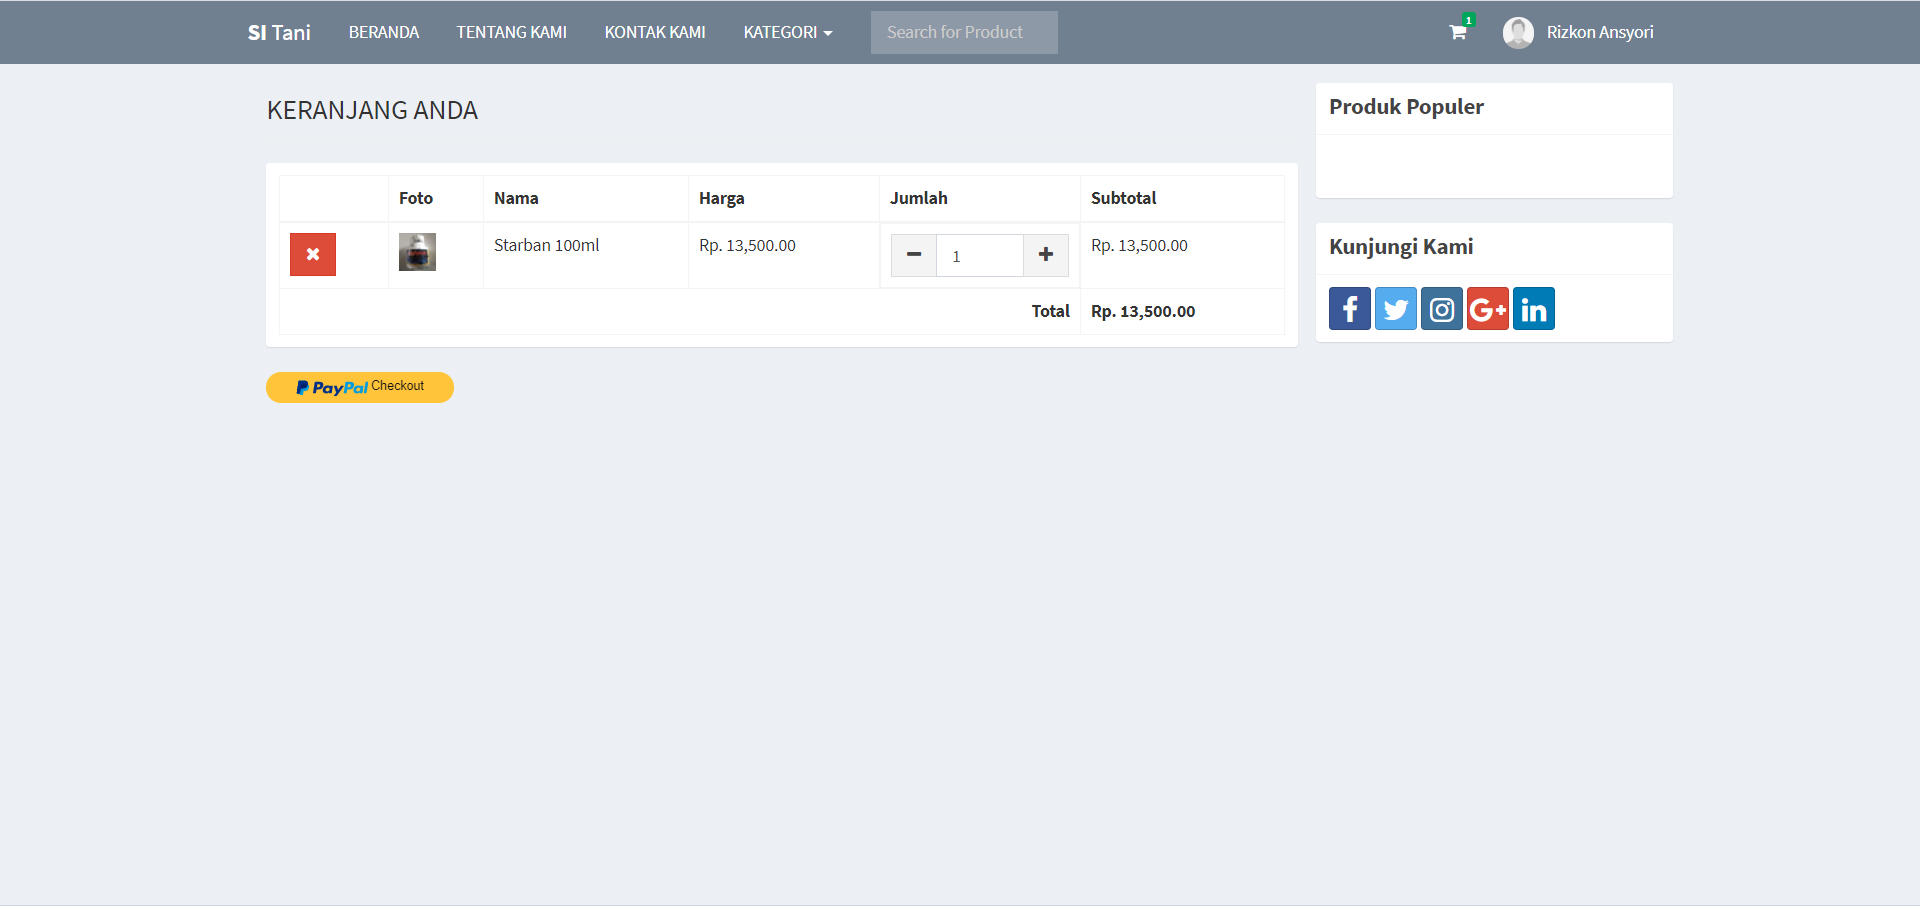 SI Tani BERANDA TENTANG KAMI KONTAK KAMI KATEGORI Search for Product 1 Rizkon Ansyori
KERANJANG ANDA
Foto Nama Harga Jumlah Subtotal
Starban 100ml Rp. 13,500.00 1 Rp. 13,500.00
Total Rp. 13,500.00
PayPal Checkout
Produk Populer
Kunjungi Kami